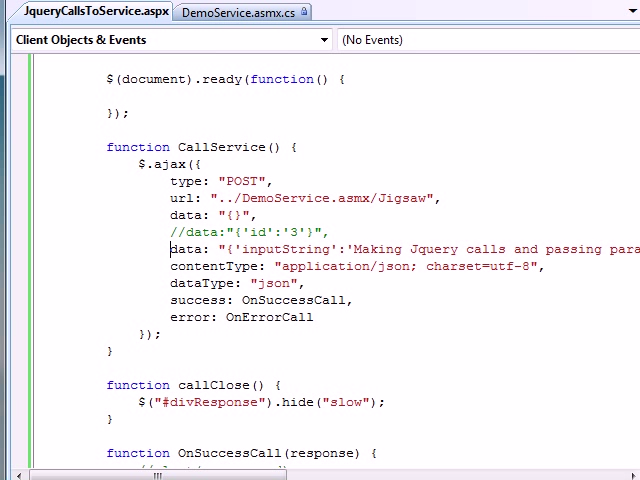 JqueryCallsToService.aspx DemoService.asmx.cs
Client Objects & Events (No Events)
$(document).ready(function() {
});
function CallService() {
$.ajax({
type: "POST",
url: "../DemoService.asmx/Jigsaw",
data: "{}",
//data:"{'id':'3'}",
data: "{'inputString':'Making Jquery calls and passing para
contentType: "application/json; charset=utf-8",
dataType: "json",
success: OnSuccessCall,
error: OnErrorCall
});
}
function callClose() {
$("#divResponse").hide("slow");
}
function OnSuccessCall(response) {